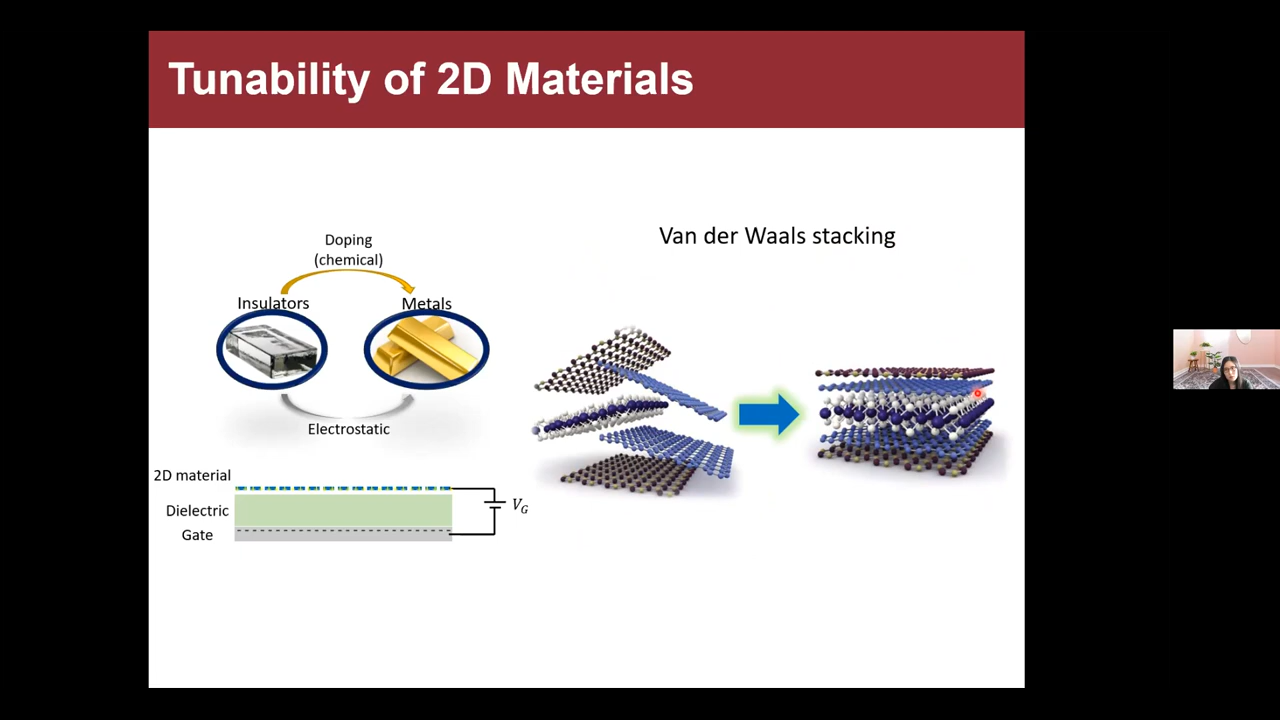 Tunability of 2D Materials
Doping
(chemical)
Insulators
Metals
Electrostatic
2D material
Dielectric
Gate
V_G
Van der Waals stacking